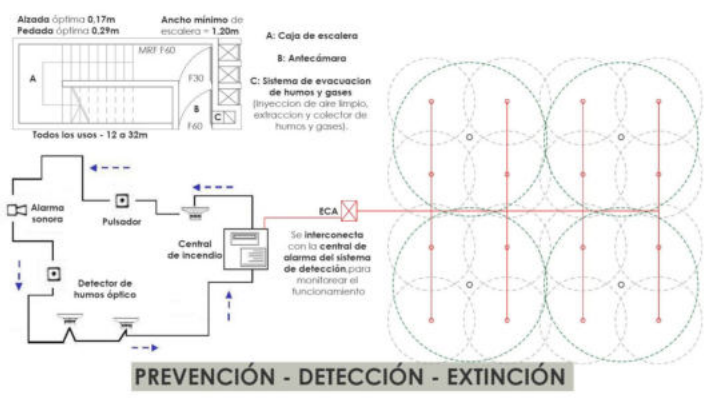 Alzada óptima 0,17m
Pedada óptima 0,29m
Ancho mínimo de
escalera = 1.20m
MRF F60
A
F30
B
C
F60
Todos los usos - 12 a 32m
A: Caja de escalera
B: Antecámara
C: Sistema de evacuacion
de humos y gases
(Inyeccion de aire limpio,
extraccion y colector de
humos y gases).
Alarma
sonora
Pulsador
Central
de incendio
Detector de
humos óptico
ECA
Se interconecta
con la central de
alarma del sistema
de detección,para
monitorear el
funcionamiento
PREVENCIÓN - DETECCIÓN - EXTINCIÓN